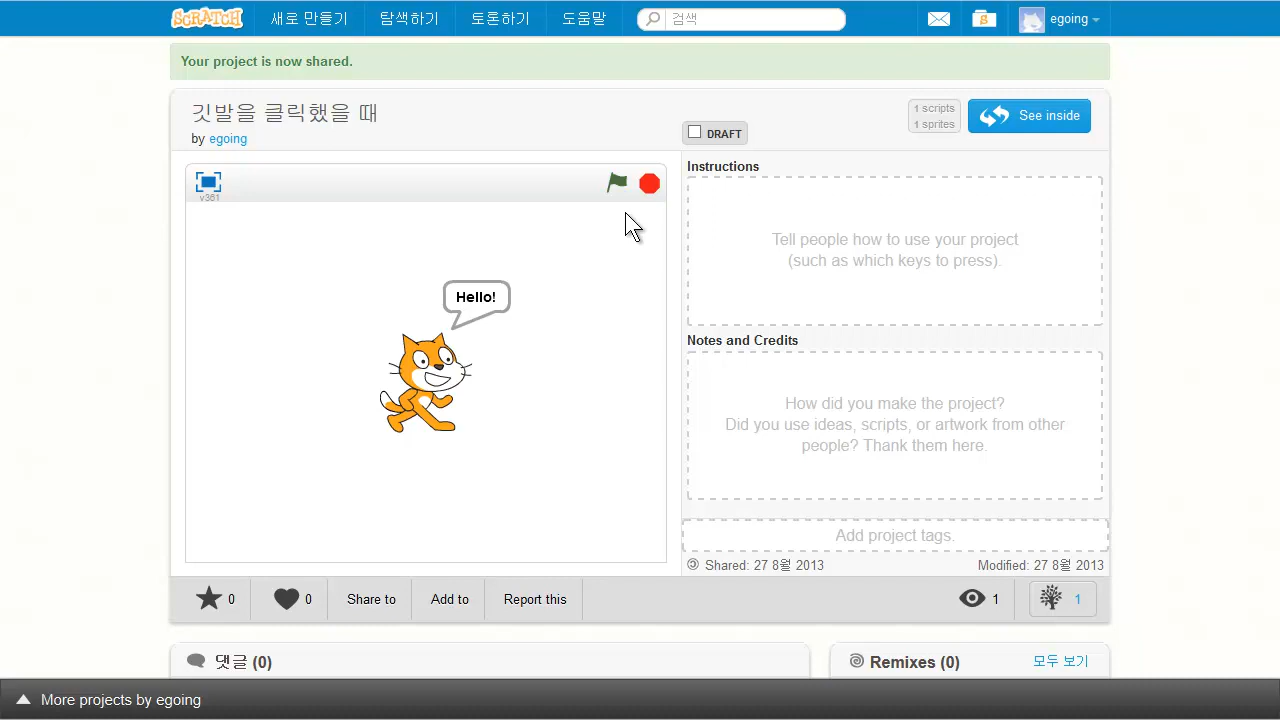 SCRATCH 새로 만들기 탐색하기 토론하기 도움말 검색 egoing
Your project is now shared.
깃발을 클릭했을 때
by egoing
DRAFT
1 scripts
1 sprites
See inside
v381
Hello!
Instructions
Tell people how to use your project
(such as which keys to press).
Notes and Credits
How did you make the project?
Did you use ideas, scripts, or artwork from other
people? Thank them here.
Add project tags.
Shared: 27 8월 2013 Modified: 27 8월 2013
0 0 Share to Add to Report this 1 1
댓글 (0)
Remixes (0) 모두 보기
More projects by egoing